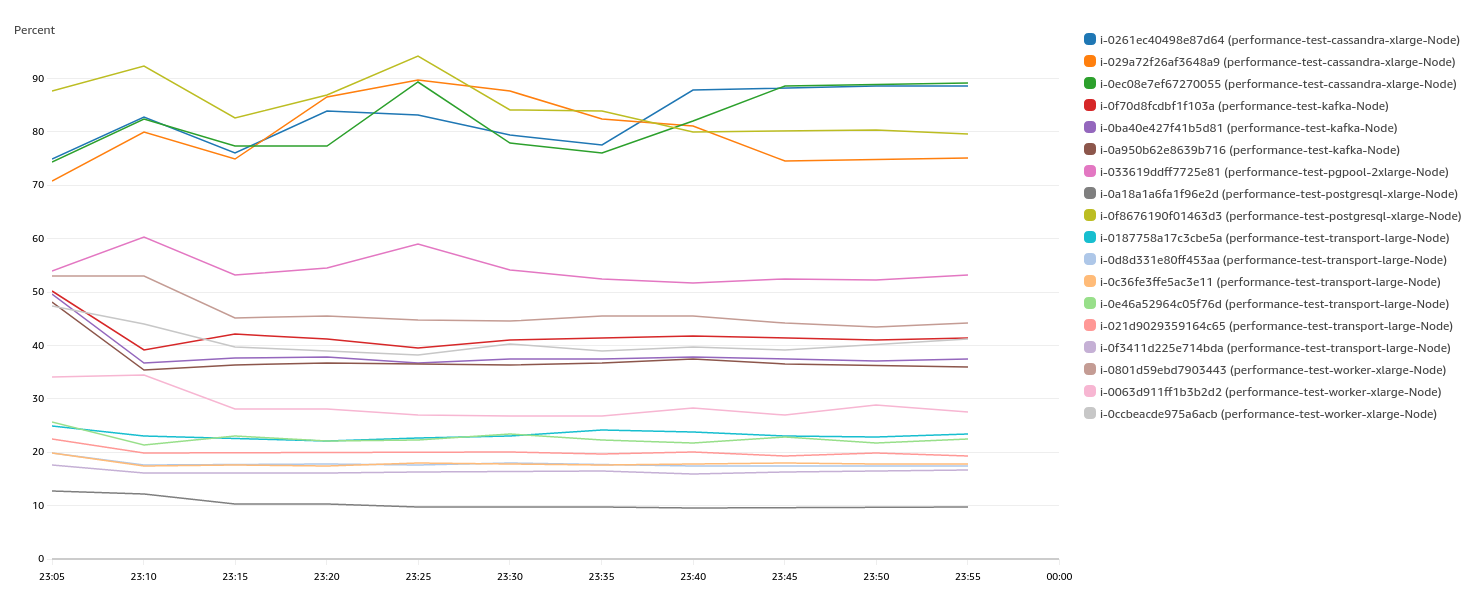 Percent
90
80
70
60
50
40
30
20
10
0
23:05 23:10 23:15 23:20 23:25 23:30 23:35 23:40 23:45 23:50 23:55 00:00
i-0261ec40498e87d64 (performance-test-cassandra-xlarge-Node)
i-029a72f26af3648a9 (performance-test-cassandra-xlarge-Node)
i-0ec08e7ef67270055 (performance-test-cassandra-xlarge-Node)
i-0f70d8fcdbf1f103a (performance-test-kafka-Node)
i-0ba40e427f41b5d81 (performance-test-kafka-Node)
i-0a950b62e8639b716 (performance-test-kafka-Node)
i-033619ddff7725e81 (performance-test-pgpool-2xlarge-Node)
i-0a18a1a6fa1f96e2d (performance-test-postgresql-xlarge-Node)
i-0f8676190f01463d3 (performance-test-postgresql-xlarge-Node)
i-0187758a17c3cbe5a (performance-test-transport-large-Node)
i-0d8d331e80ff453aa (performance-test-transport-large-Node)
i-0c36fe3ffe5ac3e11 (performance-test-transport-large-Node)
i-0e46a52964c05f76d (performance-test-transport-large-Node)
i-021d9029359164c65 (performance-test-transport-large-Node)
i-0f3411d225e714bda (performance-test-transport-large-Node)
i-0801d59ebd7903443 (performance-test-worker-xlarge-Node)
i-0063d911ff1b3b2d2 (performance-test-worker-xlarge-Node)
i-0ccbeacde975a6acb (performance-test-worker-xlarge-Node)